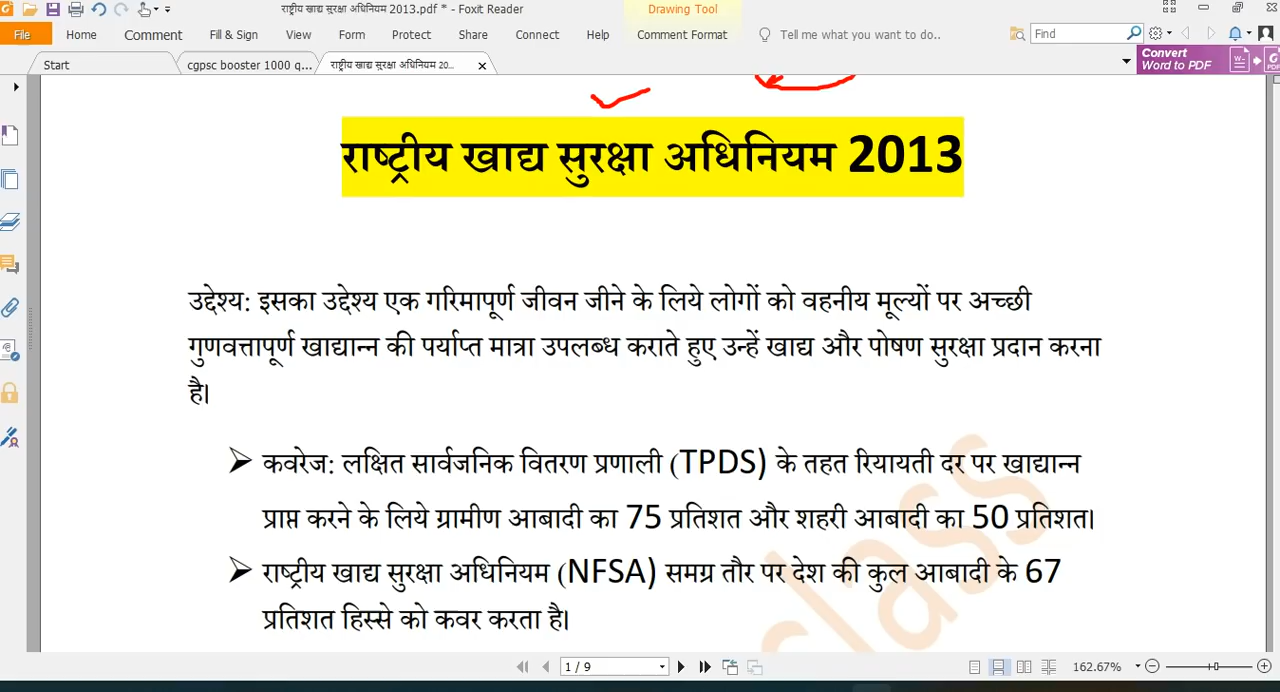 राष्ट्रीय खाद्य सुरक्षा अधिनियम 2013.pdf * - Foxit Reader
Drawing Tool
File Home Comment Fill & Sign View Form Protect Share Connect Help Comment Format Tell me what you want to do.. Find
Start cgpsc booster 1000 q... राष्ट्रीय खाद्य सुरक्षा अधिनियम 20...
Convert
Word to PDF
राष्ट्रीय खाद्य सुरक्षा अधिनियम 2013
उद्देश्य: इसका उद्देश्य एक गरिमापूर्ण जीवन जीने के लिये लोगों को वहनीय मूल्यों पर अच्छी
गुणवत्तापूर्ण खाद्यान्न की पर्याप्त मात्रा उपलब्ध कराते हुए उन्हें खाद्य और पोषण सुरक्षा प्रदान करना
है।
➤ कवरेज: लक्षित सार्वजनिक वितरण प्रणाली (TPDS) के तहत रियायती दर पर खाद्यान्न
प्राप्त करने के लिये ग्रामीण आबादी का 75 प्रतिशत और शहरी आबादी का 50 प्रतिशत।
➤ राष्ट्रीय खाद्य सुरक्षा अधिनियम (NFSA) समग्र तौर पर देश की कुल आबादी के 67
प्रतिशत हिस्से को कवर करता है।
class
1 / 9
162.67%